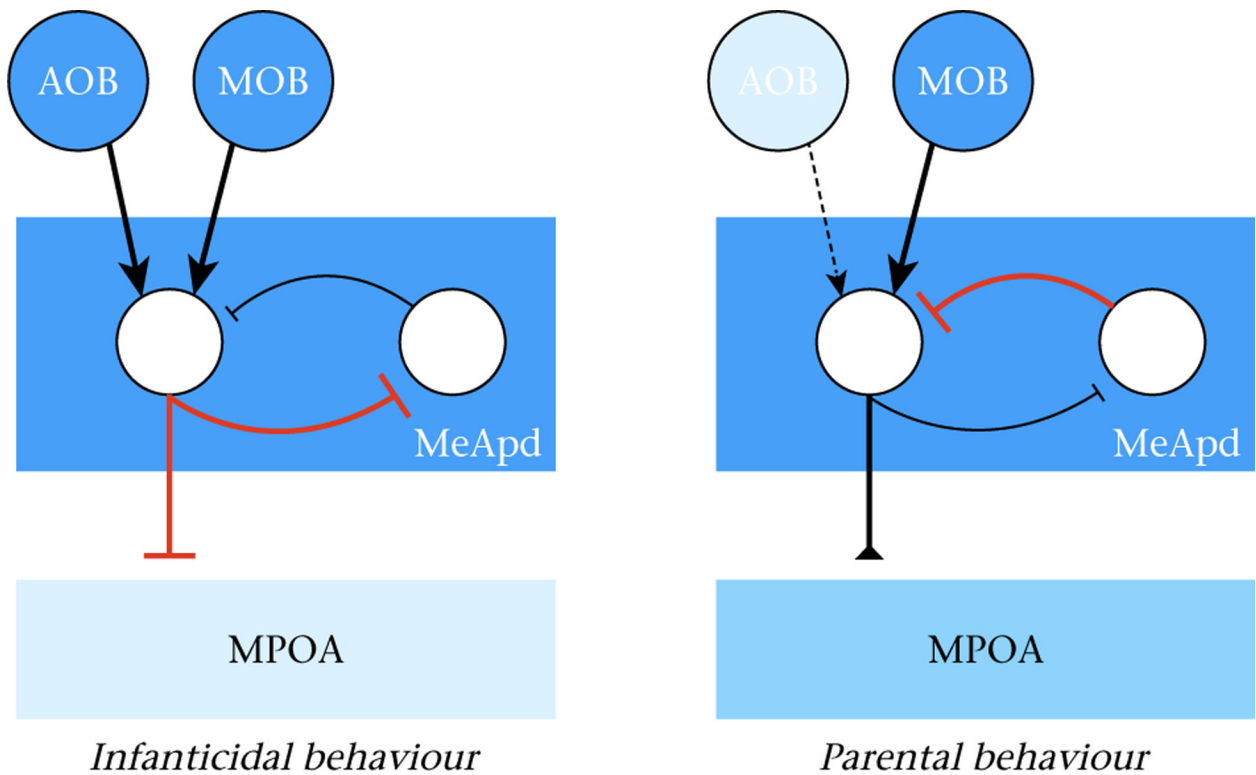 AOB MOB
MeApd
MPOA
Infanticidal behaviour
AOB MOB
MeApd
MPOA
Parental behaviour